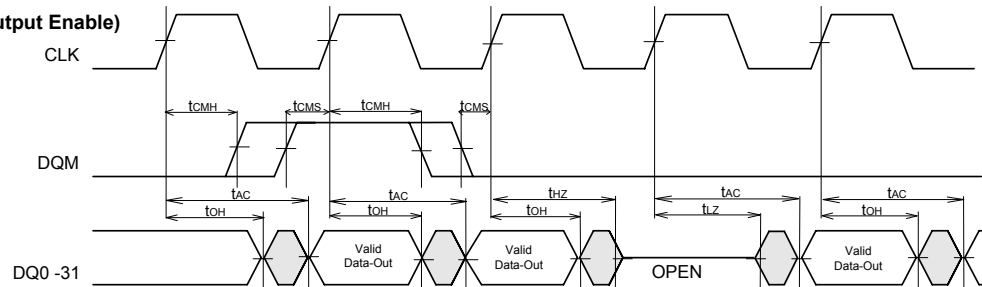 utput Enable)
CLK
tCMH
tCMS
tCMH
tCMS
DQM
tAC
tAC
tHZ
tAC
tAC
tOH
tOH
tOH
tLZ
tOH
Valid
Data-Out
Valid
Data-Out
OPEN
Valid
Data-Out
DQ0 -31